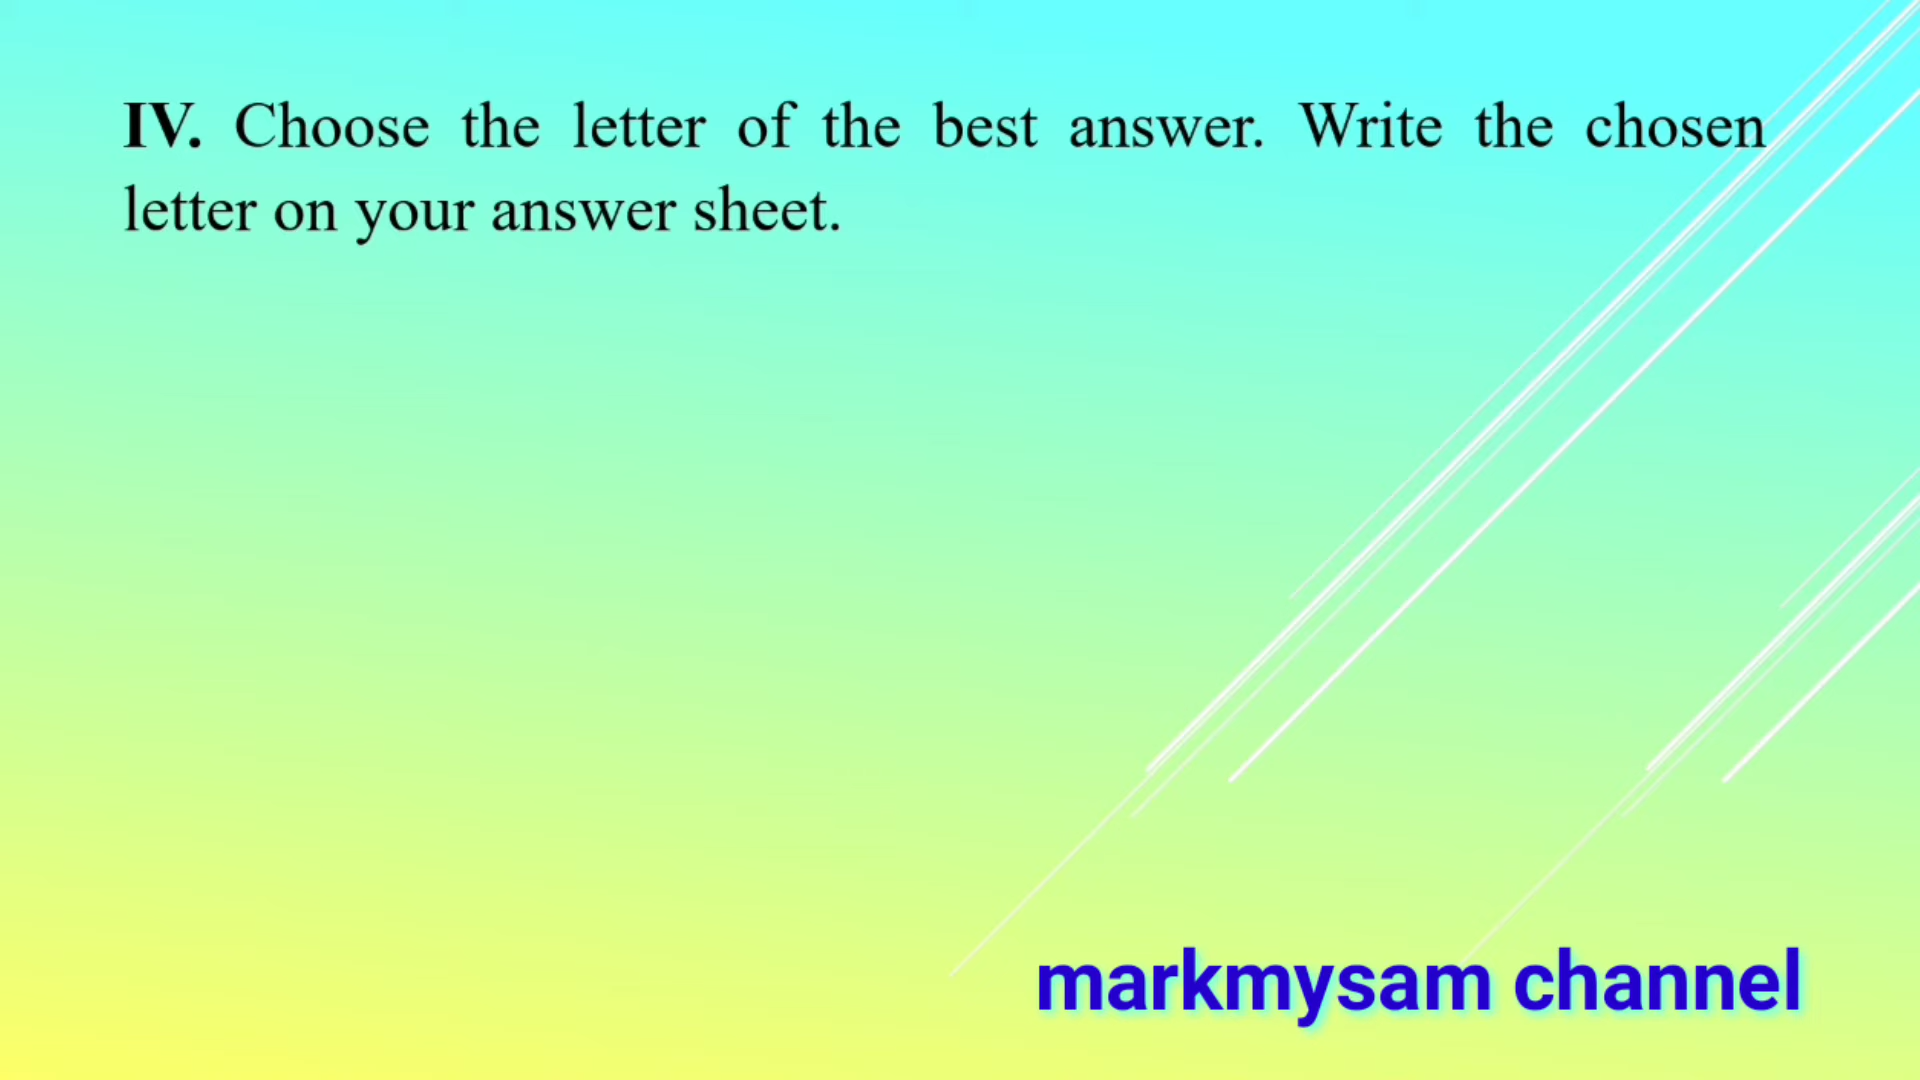 IV. Choose the letter of the best answer. Write the chosen
letter on your answer sheet.
markmysam channel